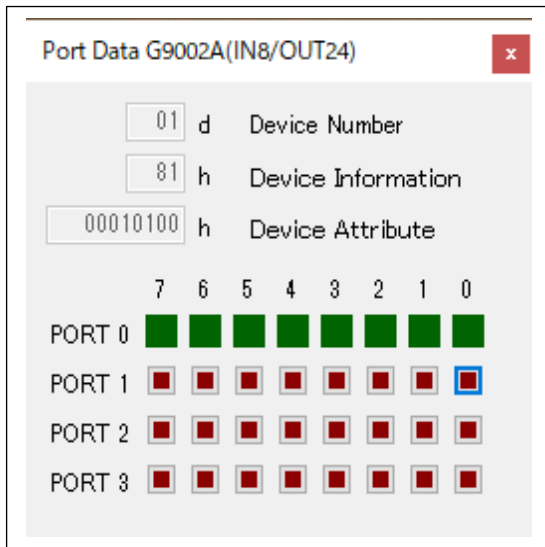 Port Data G9002A(IN8/OUT24)
x
01 d Device Number
81 h Device Information
00010100 h Device Attribute
7 6 5 4 3 2 1 0
PORT 0
PORT 1
PORT 2
PORT 3